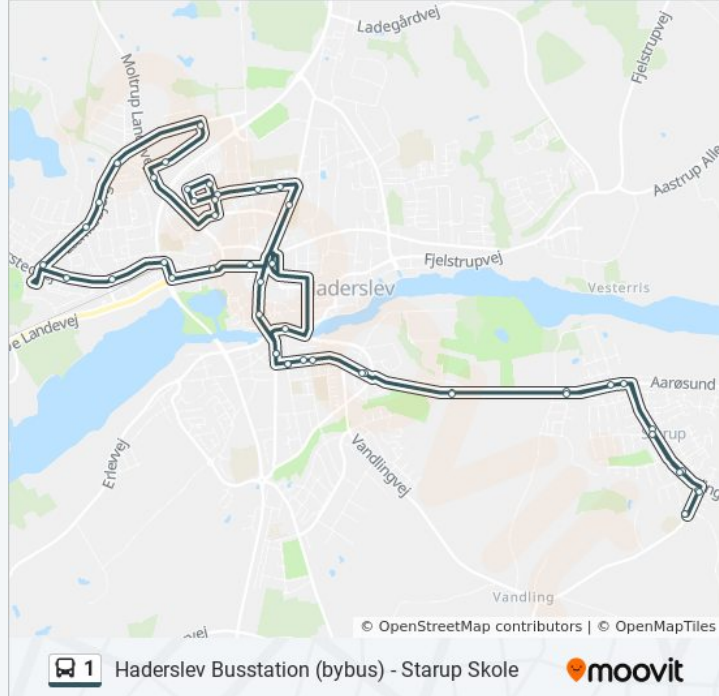 Ladegårdvej
Fjelstrupvej
Moltrup Landevej
Aastrup Alle
Fjelstrupvej
Vesterris
Haderslev
Aarøsund
Starup
Erlevvej
Vandlingvej
Vandling
© OpenStreetMap contributors | © OpenMapTiles
1 Haderslev Busstation (bybus) - Starup Skole
moovit